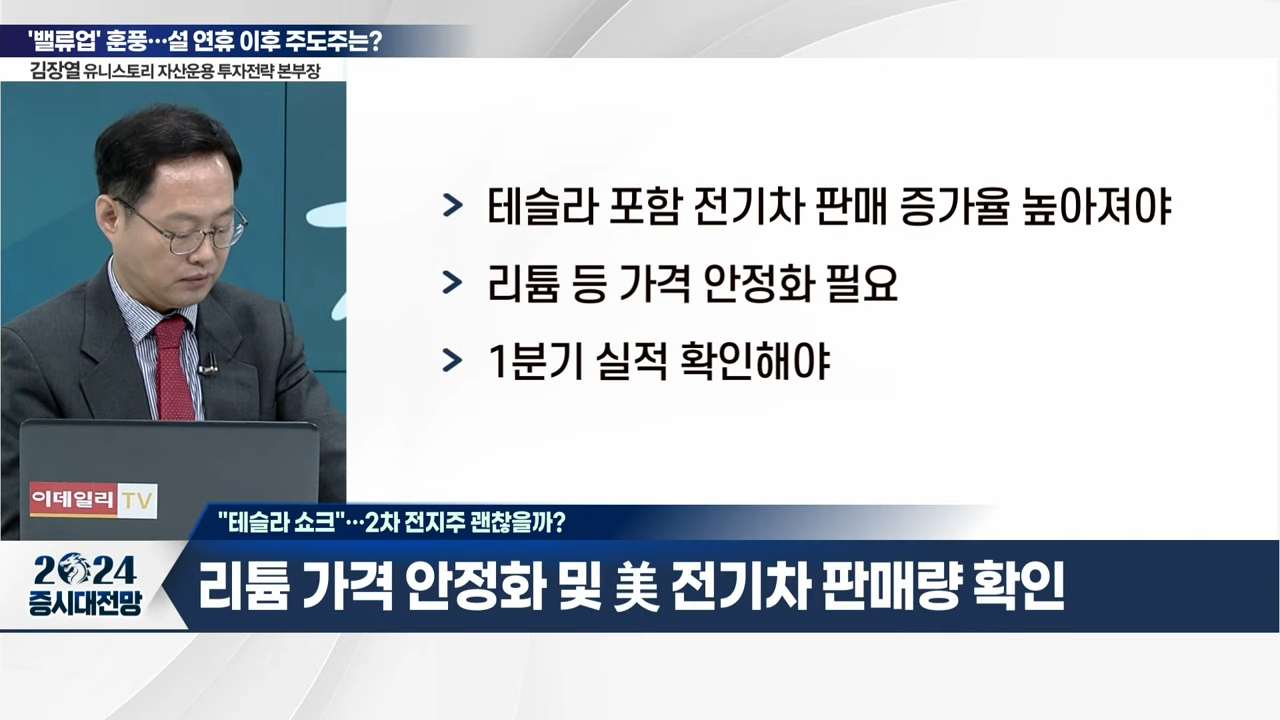 '밸류업' 훈풍…설 연휴 이후 주도주는?
김장열 유니스토리 자산운용 투자전략 본부장
> 테슬라 포함 전기차 판매 증가율 높아져야
> 리튬 등 가격 안정화 필요
> 1분기 실적 확인해야
이데일리 TV
"테슬라 쇼크"…2차 전지주 괜찮을까?
2024
증시대전망
리튬 가격 안정화 및 美 전기차 판매량 확인